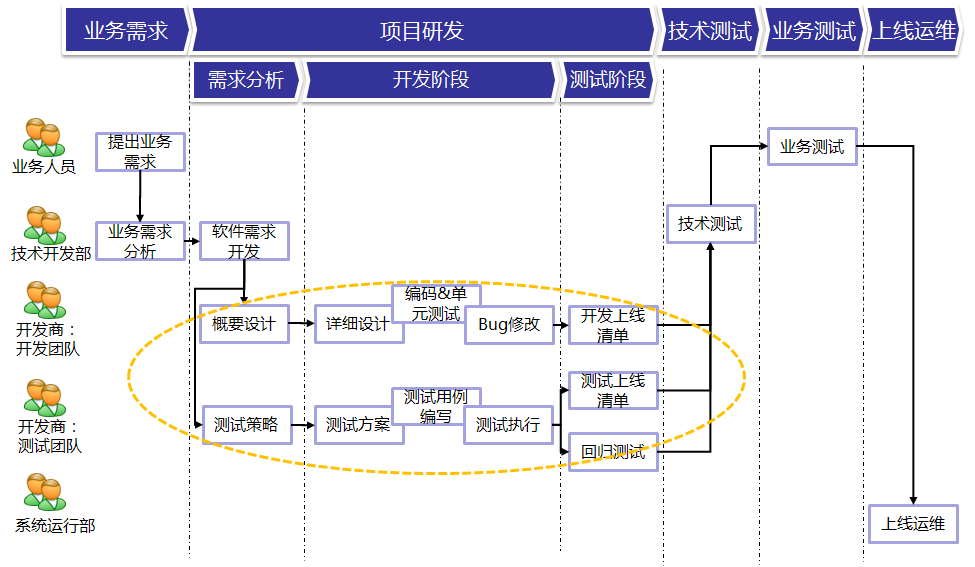 业务需求
项目研发
技术测试
业务测试
上线运维
需求分析
开发阶段
测试阶段
业务人员
提出业务
需求
业务测试
技术开发部
业务需求
分析
软件需求
开发
技术测试
开发商：
开发团队
概要设计
详细设计
编码&单
元测试
Bug修改
开发上线
清单
开发商：
测试团队
测试策略
测试方案
测试用例
编写
测试执行
测试上线
清单
回归测试
系统运行部
上线运维